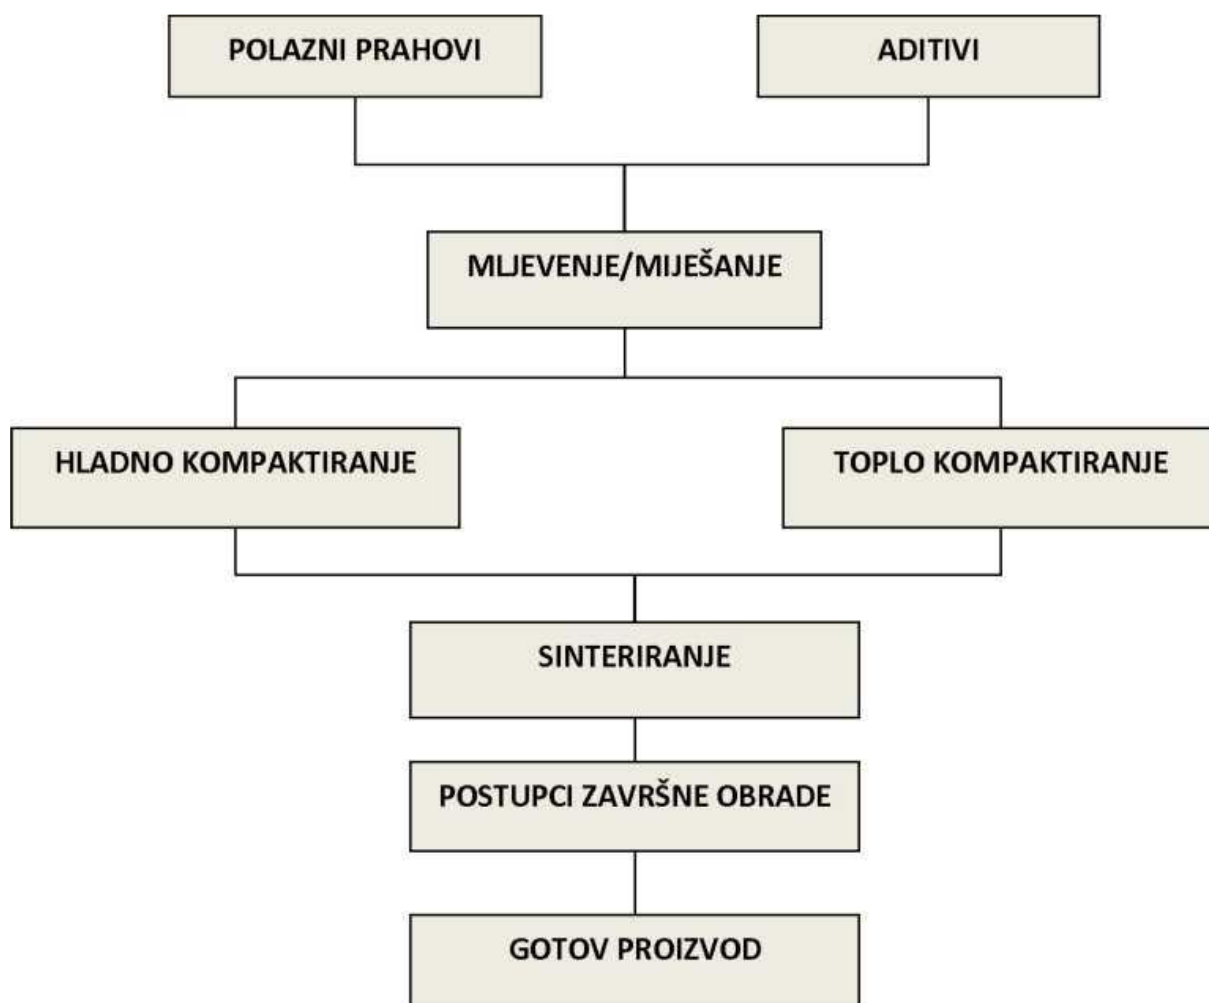 POLAZNI PRAHOVI
ADITIVI
MLJEVENJE/MIJEŠANJE
HLADNO KOMPAKTIRANJE
TOPLO KOMPAKTIRANJE
SINTERIRANJE
POSTUPCI ZAVRŠNE OBRADE
GOTOV PROIZVOD